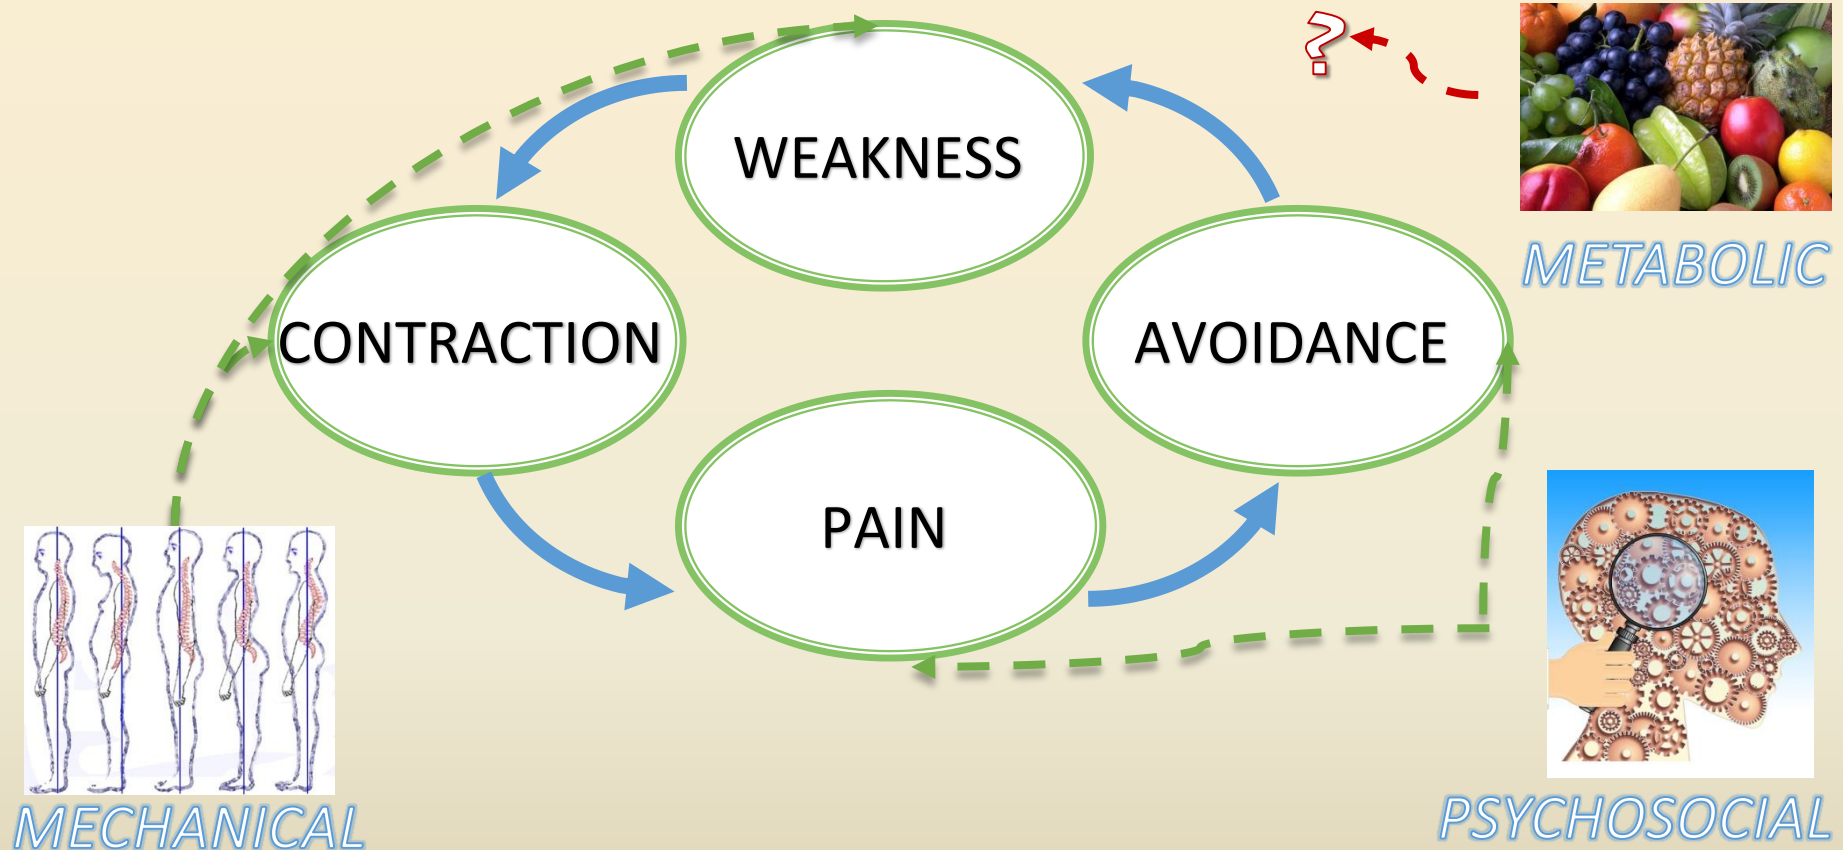 ?
WEAKNESS
METABOLIC
CONTRACTION
AVOIDANCE
PAIN
MECHANICAL
PSYCHOSOCIAL